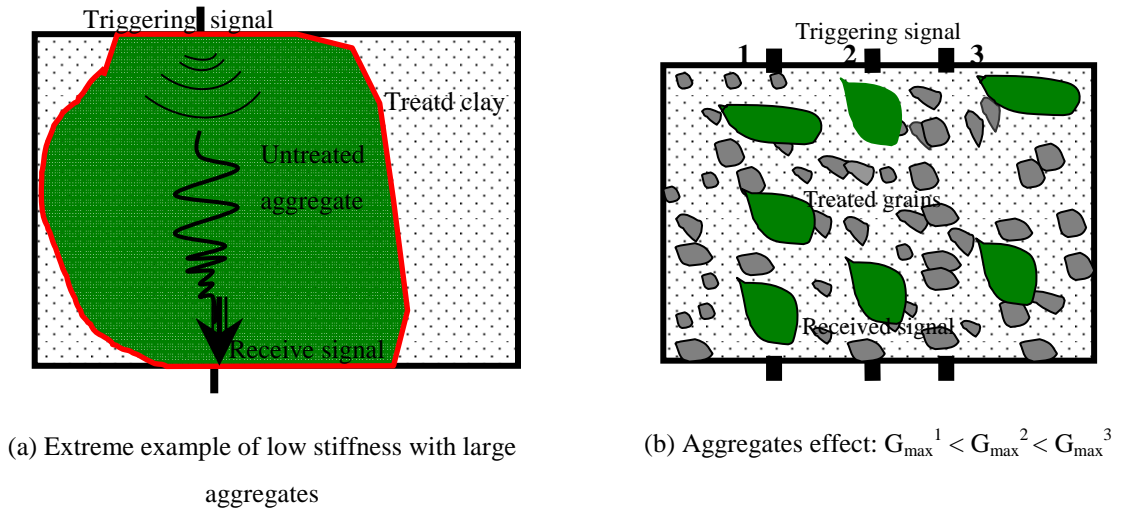 Triggering signal
Treatd clay
Untreated
aggregate
Receive signal
(a) Extreme example of low stiffness with large
aggregates
Triggering signal
1 2 3
Treated grains
Received signal
(b) Aggregates effect: Gmax¹ < Gmax² < Gmax³